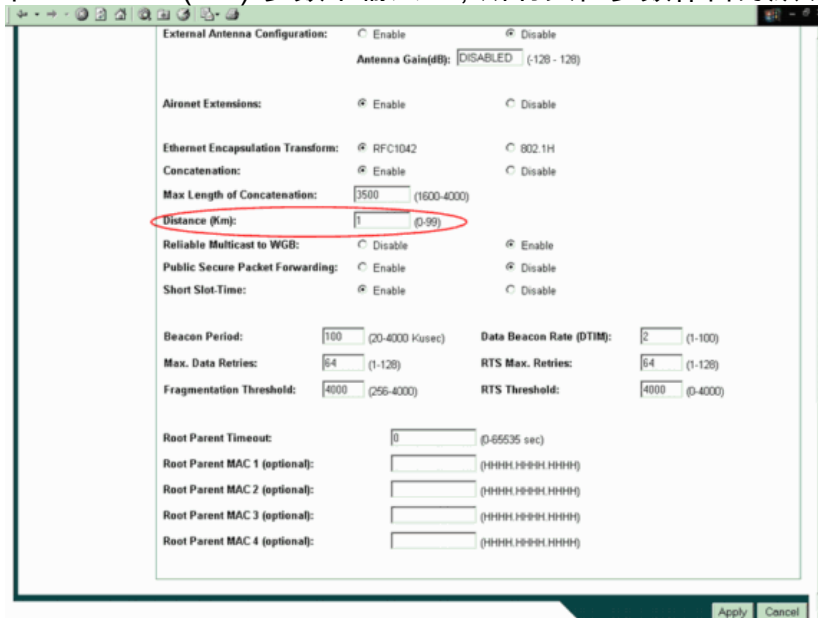 External Antenna Configuration: Enable Disable
Antenna Gain(dB): DISABLED (-128 - 128)
Aironet Extensions: Enable Disable
Ethernet Encapsulation Transform: RFC1042 802.1H
Concatenation: Enable Disable
Max Length of Concatenation: 3500 (1600-4000)
Distance (Km): 1 (0-99)
Reliable Multicast to WGB: Disable Enable
Public Secure Packet Forwarding: Enable Disable
Short Slot-Time: Enable Disable
Beacon Period: 100 (20-4000 Kusec) Data Beacon Rate (DTIM): 2 (1-100)
Max. Data Retries: 64 (1-128) RTS Max. Retries: 64 (1-128)
Fragmentation Threshold: 4000 (256-4000) RTS Threshold: 4000 (0-4000)
Root Parent Timeout: 0 (0-65535 sec)
Root Parent MAC 1 (optional): (HHHH.HHHH.HHHH)
Root Parent MAC 2 (optional): (HHHH.HHHH.HHHH)
Root Parent MAC 3 (optional): (HHHH.HHHH.HHHH)
Root Parent MAC 4 (optional): (HHHH.HHHH.HHHH)
Apply Cancel